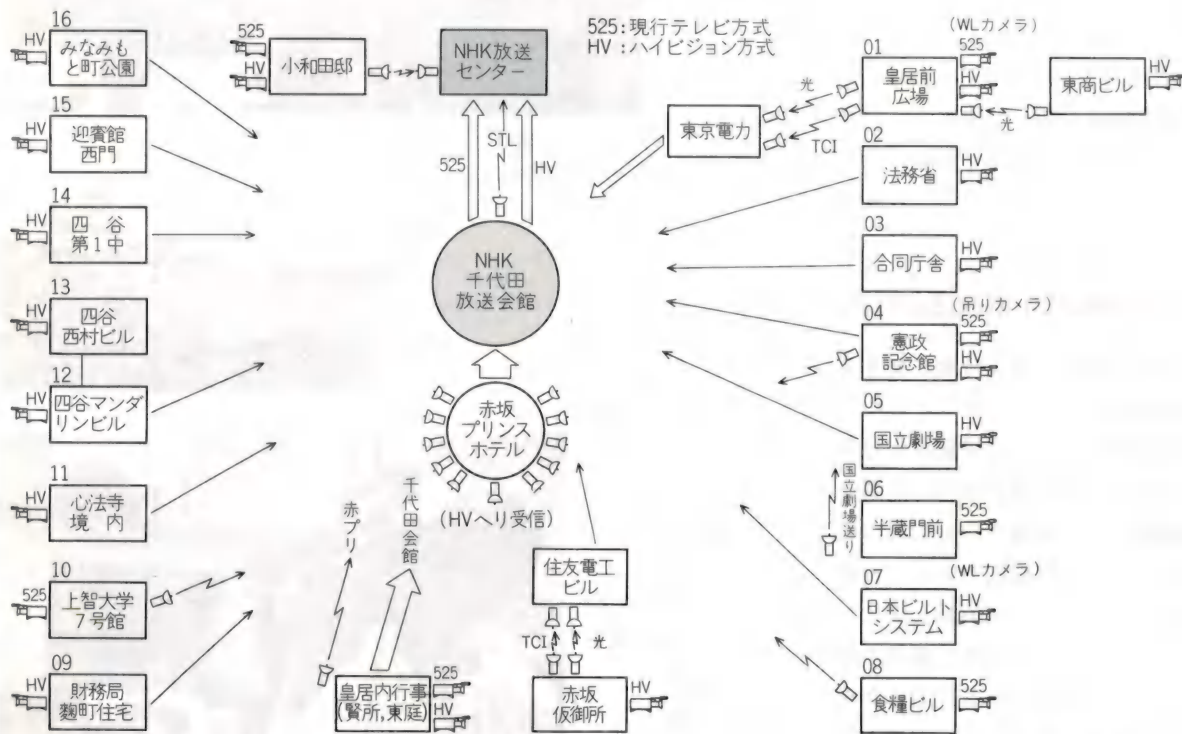 16
HV
みなみも
と町公園
15
HV
迎賓館
西門
14
HV
四谷
第1中
13
HV
四谷
西村ビル
12
HV
四谷マンダ
リンビル
11
HV
心法寺
境内
10
525
上智大学
7号館
09
HV
財務局
麴町住宅
525
HV
小和田邸
NHK放送
センター
525
STL
HV
NHK
千代田
放送会館
赤坂
プリンス
ホテル
(HVヘリ受信)
赤プリ
千代田会館
皇居内行事
(賢所,東庭)
525
HV
住友電工
ビル
TCI
光
赤坂
仮御所
HV
525:現行テレビ方式
HV:ハイビジョン方式
東京電力
光
TCI
(WLカメラ)
01
皇居前
広場
525
HV
光
東商ビル
HV
02
法務省
HV
03
合同庁舎
HV
(吊りカメラ)
04
憲政
記念館
525
HV
05
国立劇場
HV
国立劇場送り
06
半蔵門前
525
(WLカメラ)
07
日本ビルト
システム
HV
08
食糧ビル
525